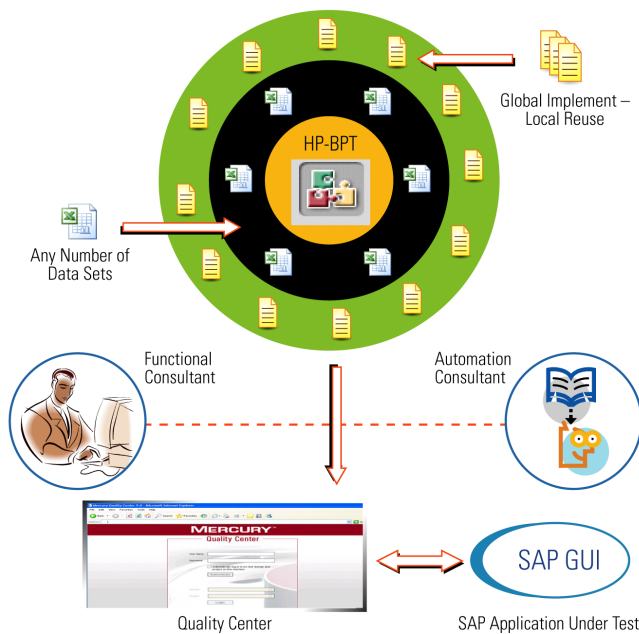 HP-BPT
Global Implement –
Local Reuse
Any Number of
Data Sets
Functional
Consultant
Automation
Consultant
MERCURY
Quality Center
SAP GUI
Quality Center
SAP Application Under Test